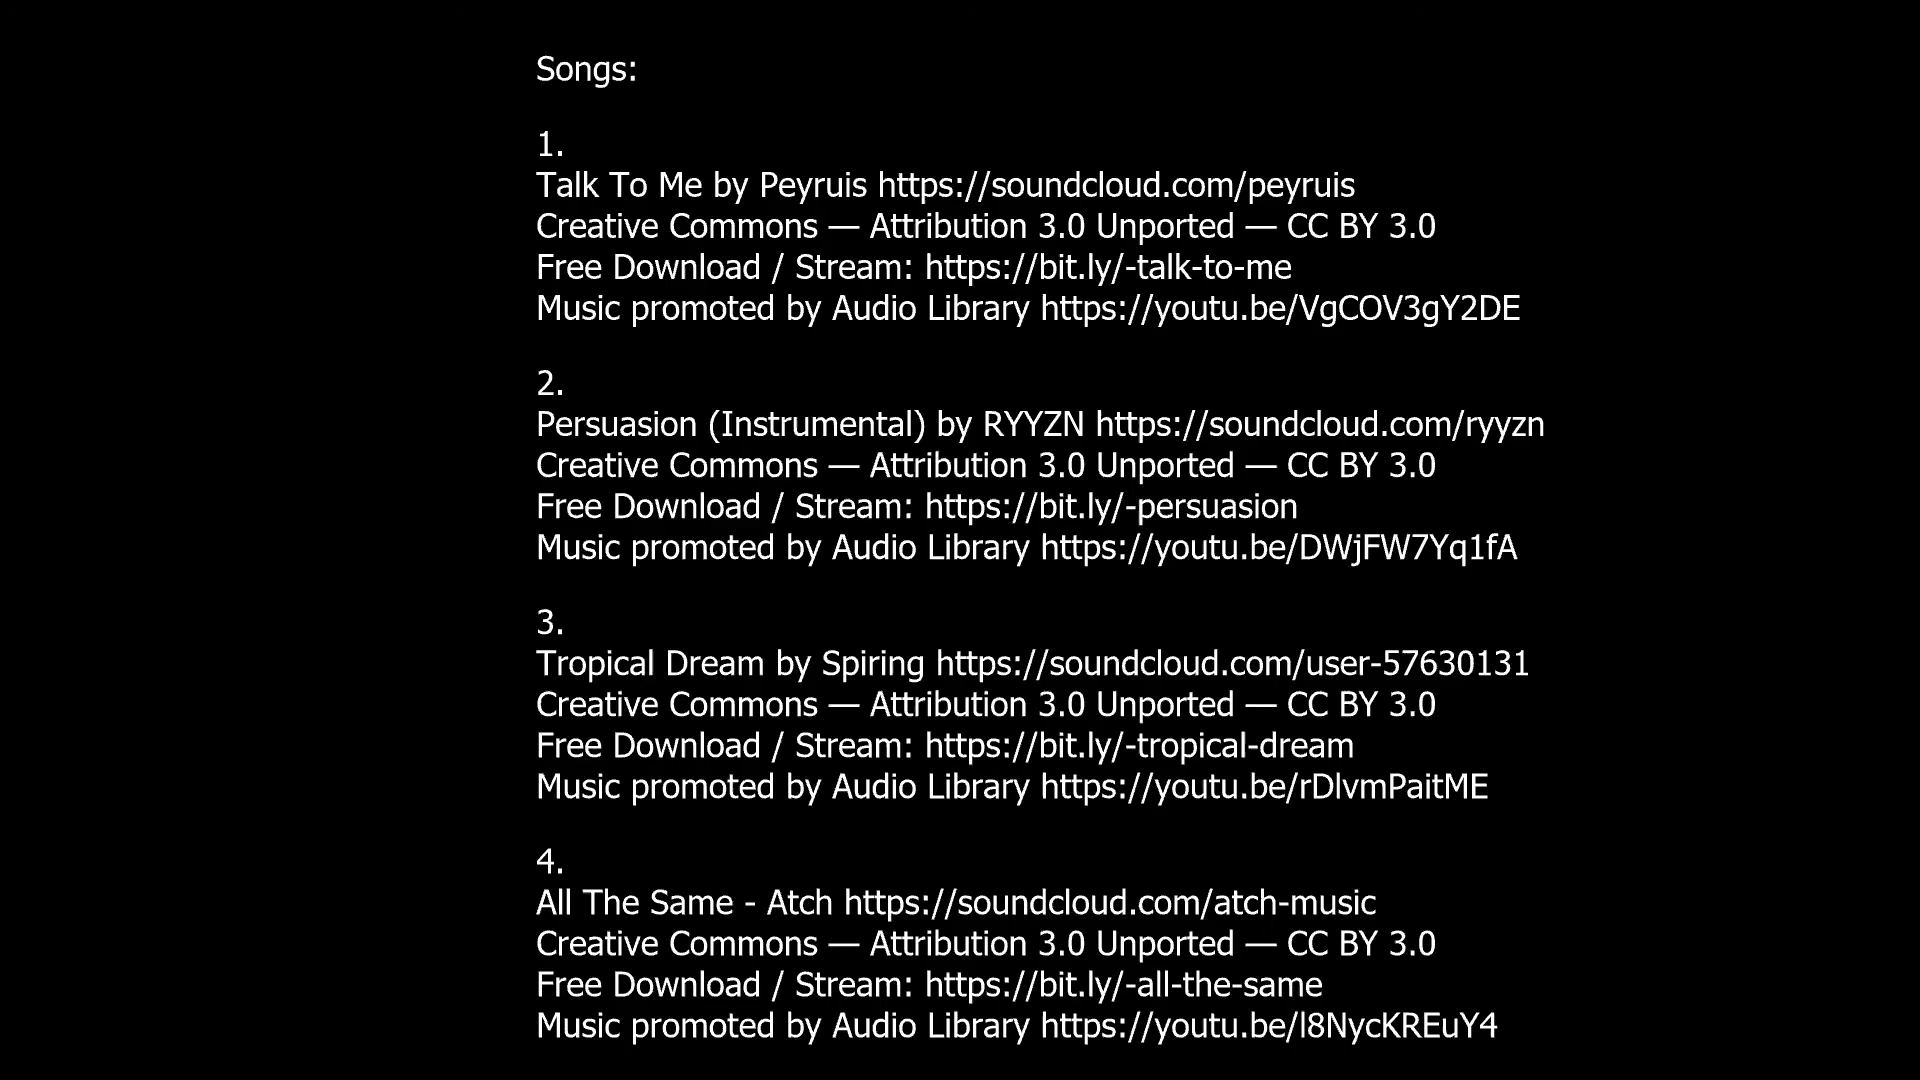 Songs:
1.
Talk To Me by Peyruis https://soundcloud.com/peyruis
Creative Commons — Attribution 3.0 Unported — CC BY 3.0
Free Download / Stream: https://bit.ly/-talk-to-me
Music promoted by Audio Library https://youtu.be/VgCOV3gY2DE
2.
Persuasion (Instrumental) by RYYZN https://soundcloud.com/ryyzn
Creative Commons — Attribution 3.0 Unported — CC BY 3.0
Free Download / Stream: https://bit.ly/-persuasion
Music promoted by Audio Library https://youtu.be/DWjFW7Yq1fA
3.
Tropical Dream by Spiring https://soundcloud.com/user-57630131
Creative Commons — Attribution 3.0 Unported — CC BY 3.0
Free Download / Stream: https://bit.ly/-tropical-dream
Music promoted by Audio Library https://youtu.be/rDlvmPaitME
4.
All The Same - Atch https://soundcloud.com/atch-music
Creative Commons — Attribution 3.0 Unported — CC BY 3.0
Free Download / Stream: https://bit.ly/-all-the-same
Music promoted by Audio Library https://youtu.be/l8NycKREuY4